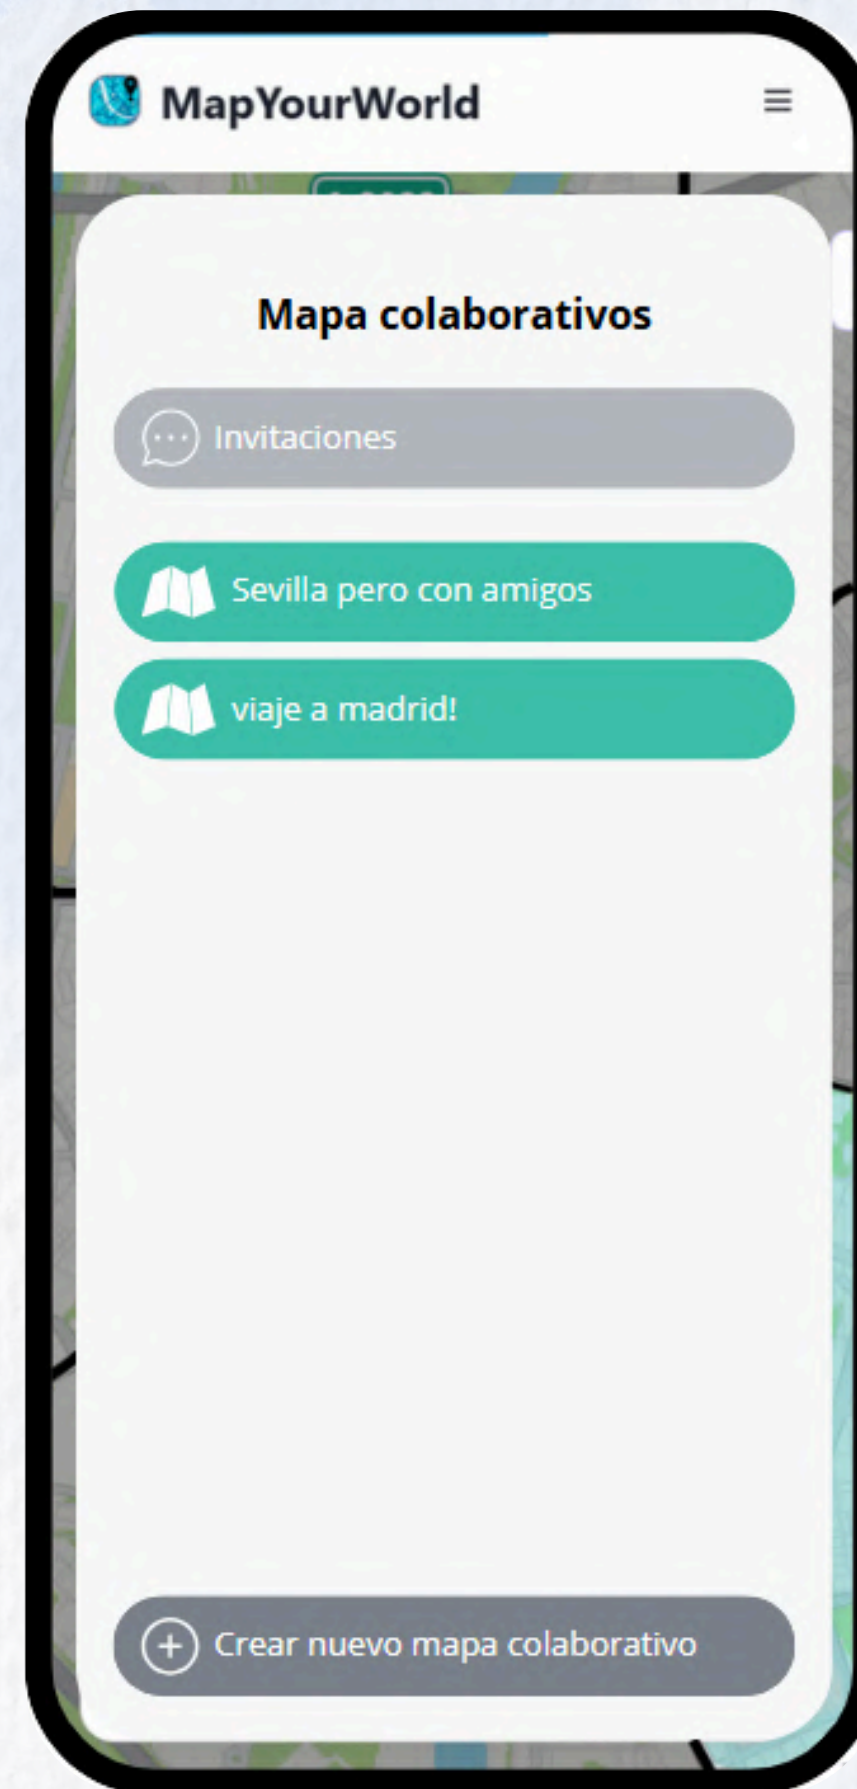 MapYourWorld
Mapa colaborativos
Invitaciones
Sevilla pero con amigos
viaje a madrid!
Crear nuevo mapa colaborativo